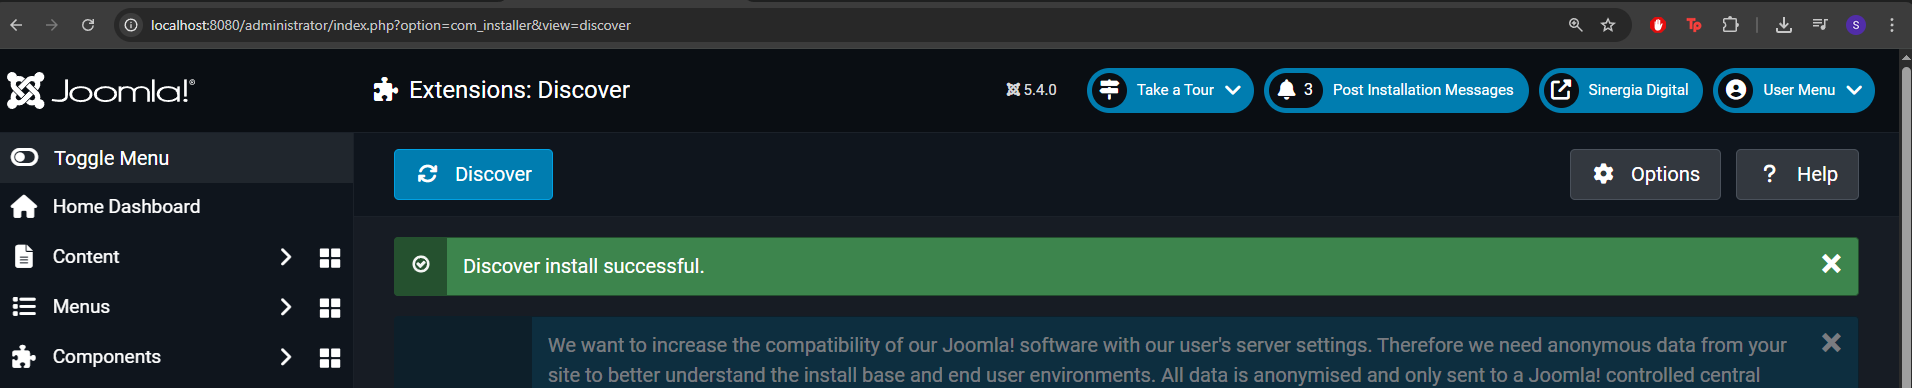 localhost:8080/administrator/index.php?option=com_installer&view=discover
Tp
S
Joomla!®
Extensions: Discover
5.4.0
Take a Tour
3
Post Installation Messages
Sinergia Digital
User Menu
Toggle Menu
Discover
Options
? Help
Home Dashboard
Content
Discover install successful.
Menus
Components
We want to increase the compatibility of our Joomla! software with our user's server settings. Therefore we need anonymous data from your
site to better understand the install base and end user environments. All data is anonymised and only sent to a Joomla! controlled central